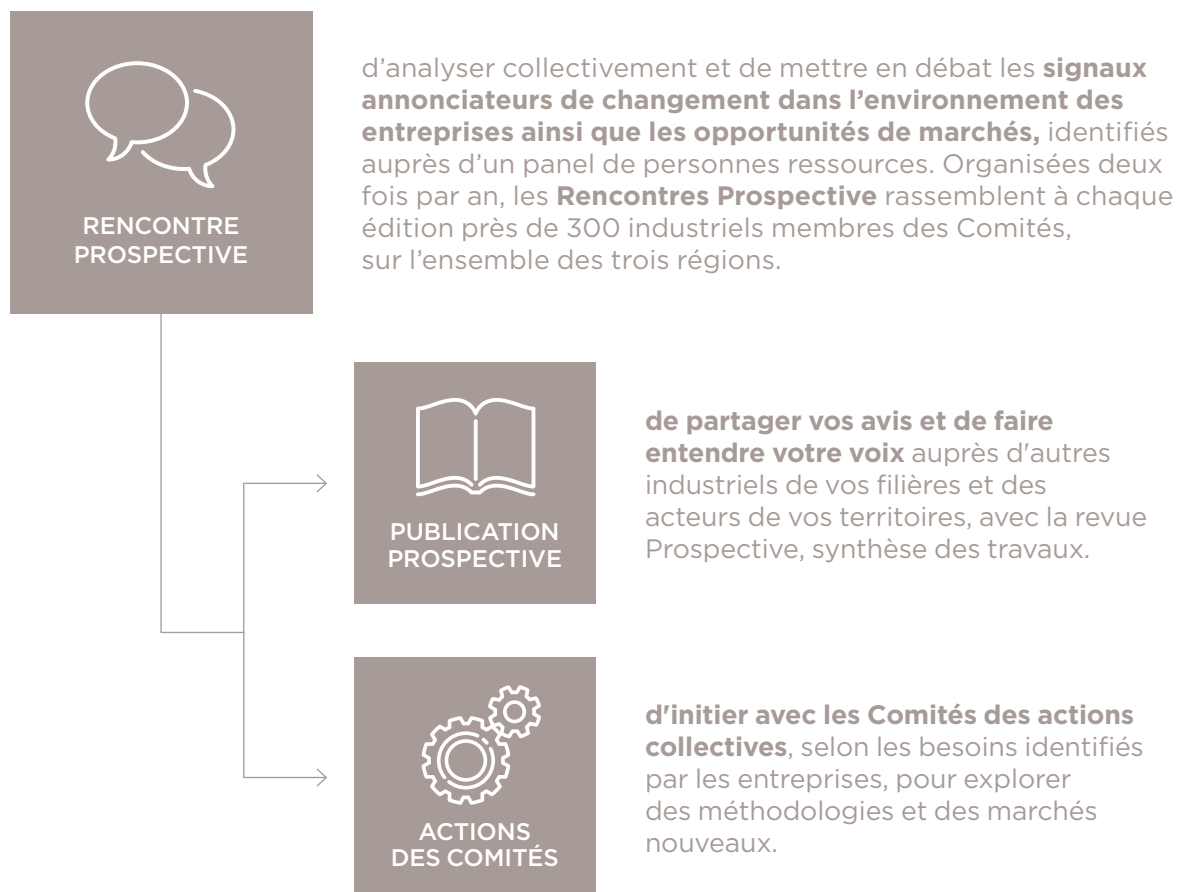 RENCONTRE
PROSPECTIVE
d’analyser collectivement et de mettre en débat les signaux
annonciateurs de changement dans l’environnement des
entreprises ainsi que les opportunités de marchés, identifiés
auprès d’un panel de personnes ressources. Organisées deux
fois par an, les Rencontres Prospective rassemblent à chaque
édition près de 300 industriels membres des Comités,
sur l’ensemble des trois régions.
PUBLICATION
PROSPECTIVE
de partager vos avis et de faire
entendre votre voix auprès d'autres
industriels de vos filières et des
acteurs de vos territoires, avec la revue
Prospective, synthèse des travaux.
ACTIONS
DES COMITÉS
d'initier avec les Comités des actions
collectives, selon les besoins identifiés
par les entreprises, pour explorer
des méthodologies et des marchés
nouveaux.